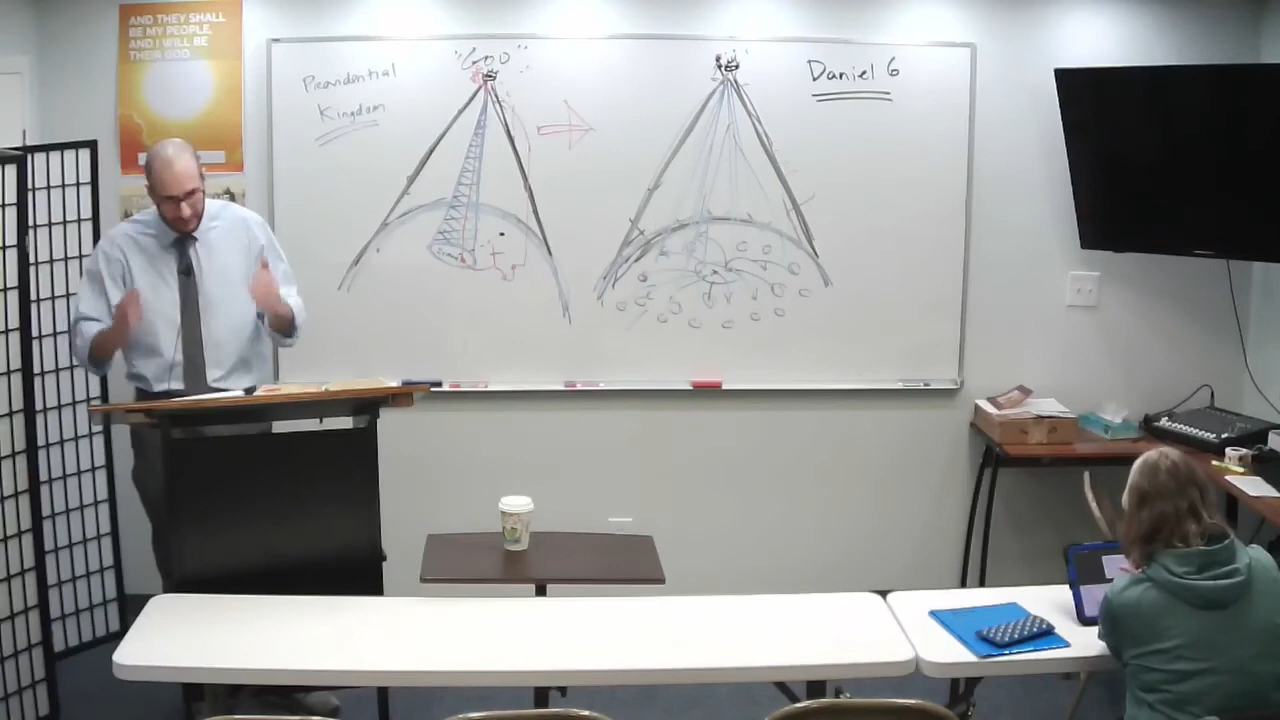 AND THEY SHALL
BE MY PEOPLE,
AND I WILL BE
THEIR GOD
Providential
Kingdom
"GOD"
Daniel 6